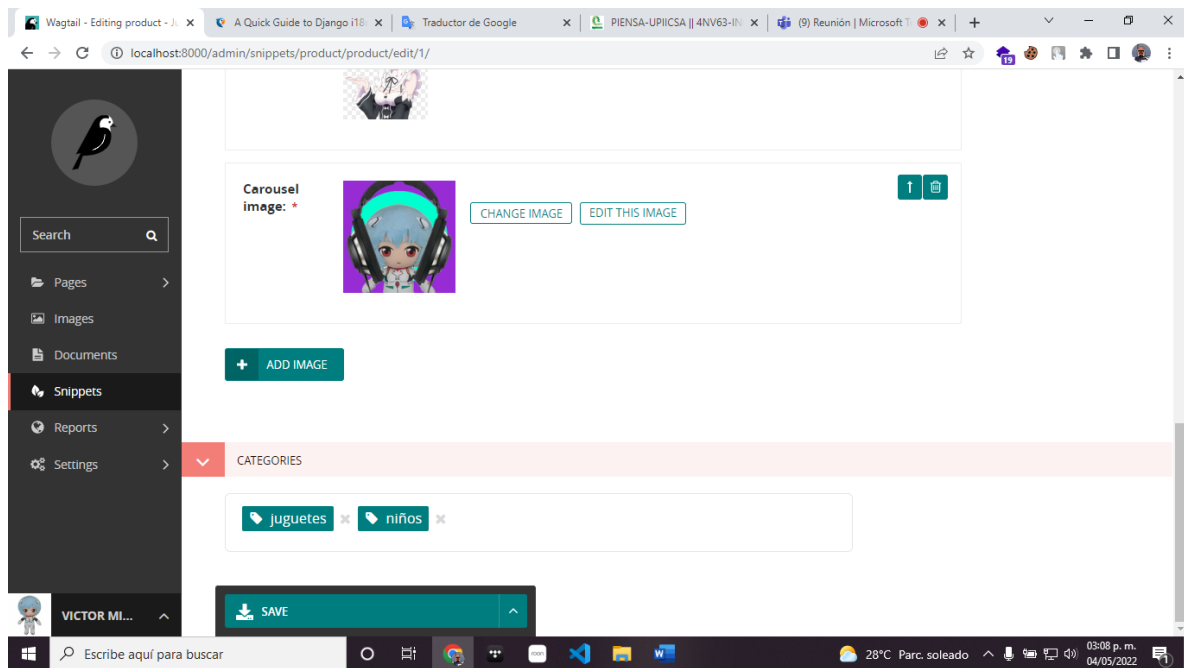 Wagtail - Editing product - Ju
A Quick Guide to Django i18
Traductor de Google
PIENSA-UPIICSA || 4NV63-IN
(9) Reunión | Microsoft T
localhost:8000/admin/snippets/product/product/edit/1/
19
Carousel
image: *
CHANGE IMAGE
EDIT THIS IMAGE
Search
Pages
Images
Documents
Snippets
Reports
Settings
ADD IMAGE
CATEGORIES
juguetes
niños
VICTOR MI...
SAVE
Escribe aquí para buscar
28°C Parc. soleado
03:08 p. m.
04/05/2022
1